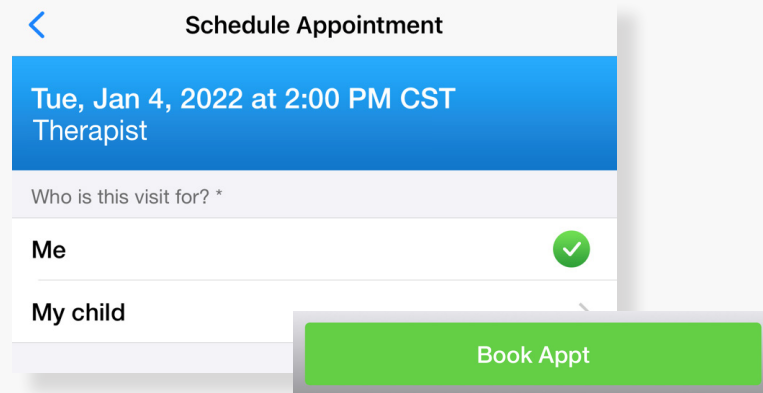 Schedule Appointment
Tue, Jan 4, 2022 at 2:00 PM CST
Therapist
Who is this visit for? *
Me
My child
Book Appt